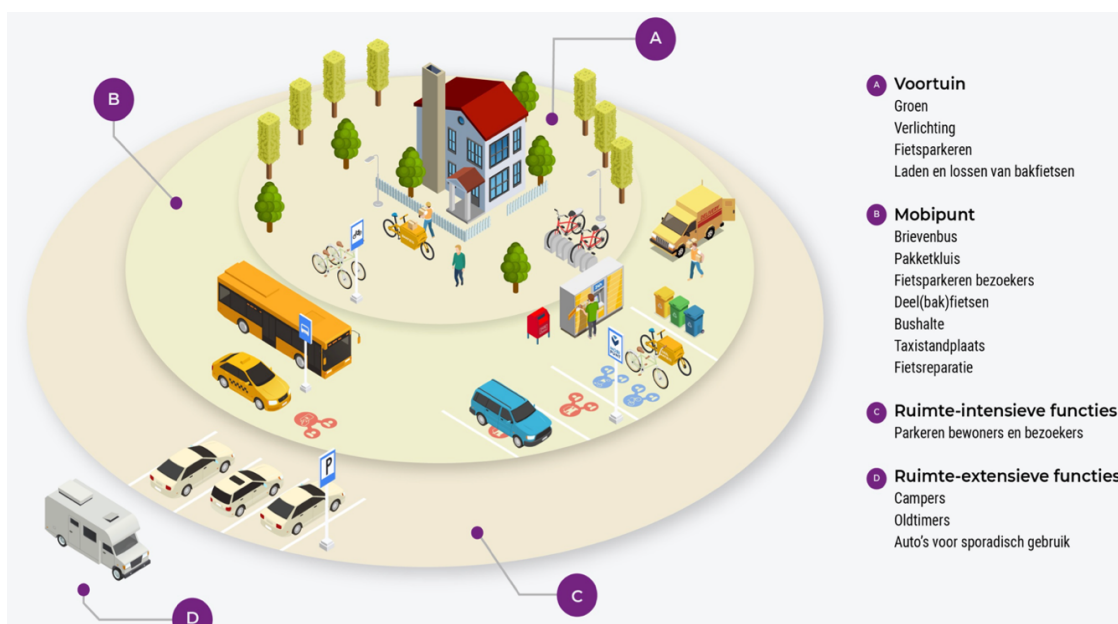 A
B
C
D
P
A Voortuin
Groen
Verlichting
Fietsparkeren
Laden en lossen van bakfietsen
B Mobipunt
Brievenbus
Pakketkluis
Fietsparkeren bezoekers
Deel(bak)fietsen
Bushalte
Taxistandplaats
Fietsreparatie
C Ruimte-intensieve functies
Parkeren bewoners en bezoekers
D Ruimte-extensieve functies
Campers
Oldtimers
Auto's voor sporadisch gebruik